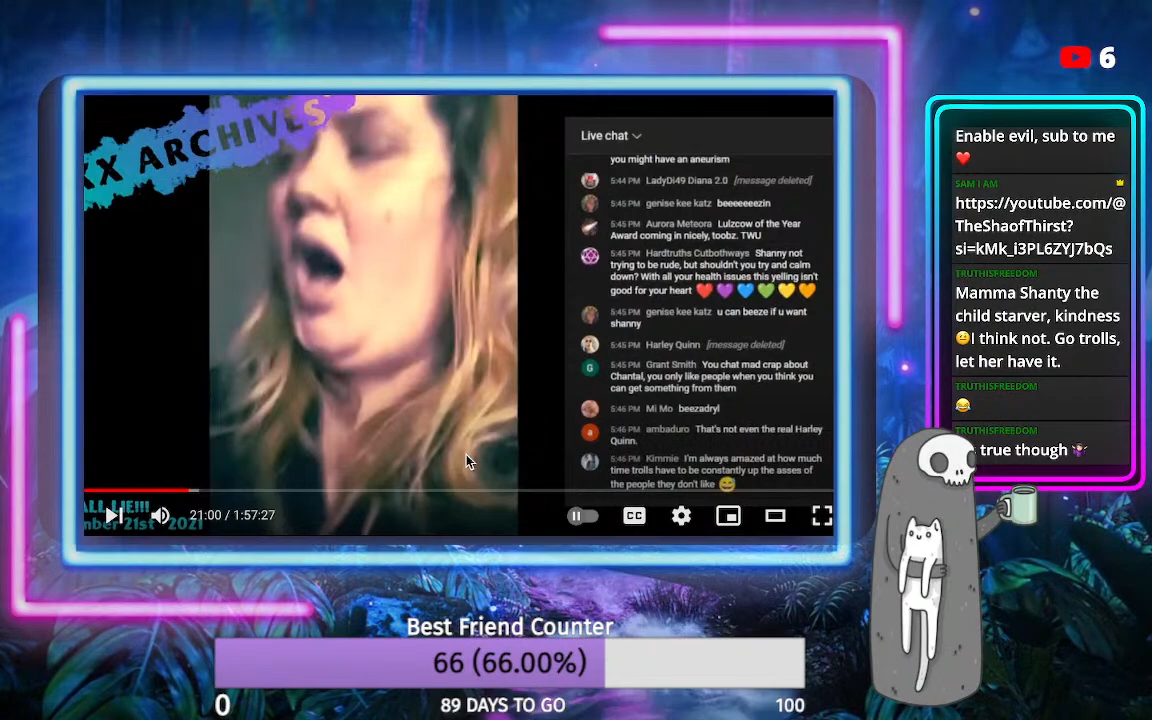 6
XX ARCHIVES
Live chat
you might have an aneurism
5:44 PM LadyDi49 Diana 2.0 [message deleted]
5:45 PM genise kee katz beeeeeeezin
5:45 PM Aurora Meteora Lulzcow of the Year
Award coming in nicely, toobz. TWU
5:45 PM Hardtruths Cutbothways Shanny not
trying to be rude, but shouldn't you try and calm
down? With all your health issues this yelling isn't
good for your heart ❤️💜💙💚💛🧡
5:45 PM genise kee katz u can beeze if u want
shanny
5:45 PM Harley Quinn [message deleted]
G 5:45 PM Grant Smith You chat mad crap about
Chantal, you only like people when you think you
can get something from them
5:46 PM Mi Mo beezadryl
a 5:46 PM ambaduro That's not even the real Harley
Quinn.
5:46 PM Kimmie I'm always amazed at how much
time trolls have to be constantly up the asses of
the people they don't like 😅
ALL LIE!!!
mber 21st 2021
21:00 / 1:57:27
CC
Enable evil, sub to me
❤️
SAM I AM
https://youtube.com/@
TheShaofThirst?
si=kMk_i3PL6ZYJ7bQs
TRUTHISFREEDOM
Mamma Shanty the
child starver, kindness
😐I think not. Go trolls,
let her have it.
TRUTHISFREEDOM
😂
TRUTHISFREEDOM
true though 🤷🏻‍♀️
Best Friend Counter
66 (66.00%)
0
89 DAYS TO GO
100